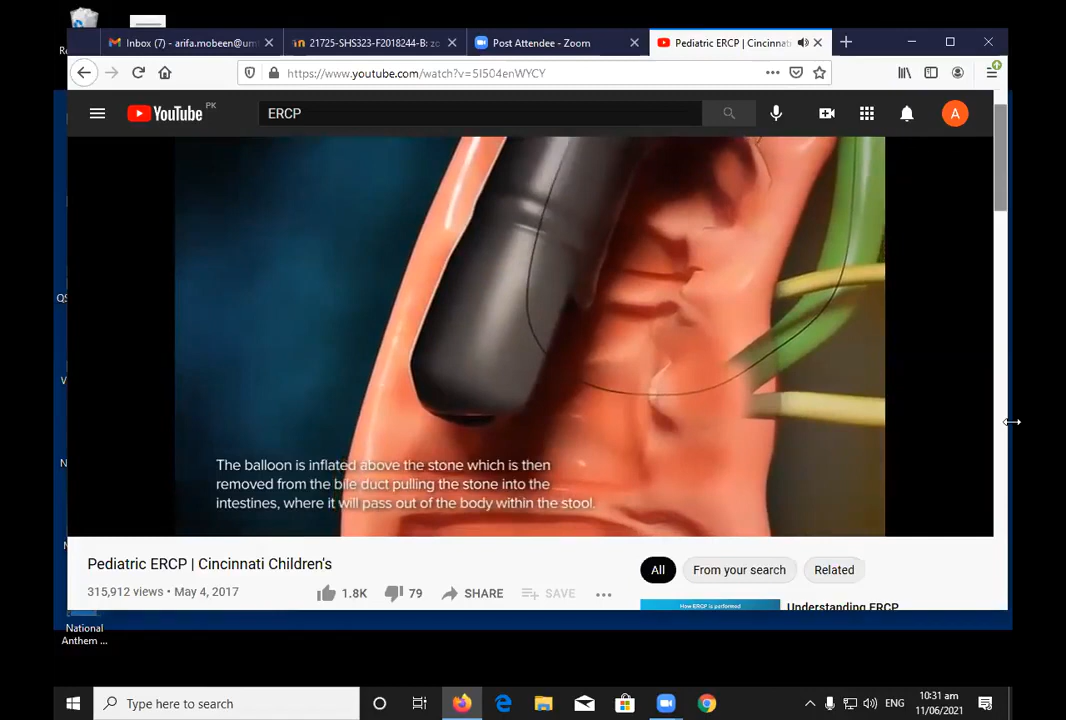 Inbox (7) - arifa.mobeen@um
21725-SHS323-F2018244-B: zo
Post Attendee - Zoom
Pediatric ERCP | Cincinnat
https://www.youtube.com/watch?v=5I504enWYCY
YouTube PK
ERCP
A
The balloon is inflated above the stone which is then
removed from the bile duct pulling the stone into the
intestines, where it will pass out of the body within the stool.
Pediatric ERCP | Cincinnati Children's
315,912 views • May 4, 2017
1.8K 79 SHARE SAVE
All From your search Related
How ERCP is performed
Understanding ERCP
National
Anthem ...
Type here to search
ENG
10:31 am
11/06/2021